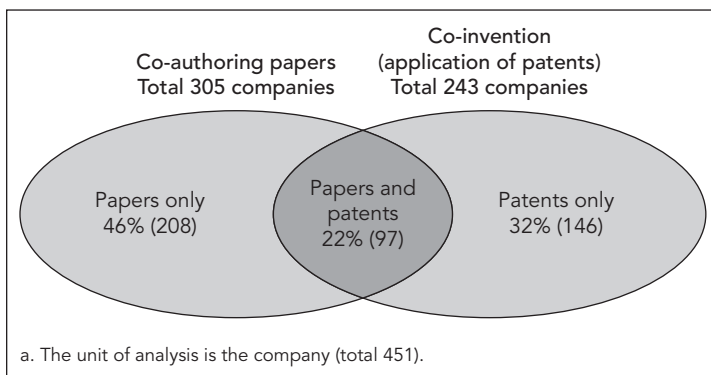 Co-authoring papers
Total 305 companies
Co-invention
(application of patents)
Total 243 companies
Papers only
46% (208)
Papers and
patents
22% (97)
Patents only
32% (146)
a. The unit of analysis is the company (total 451).